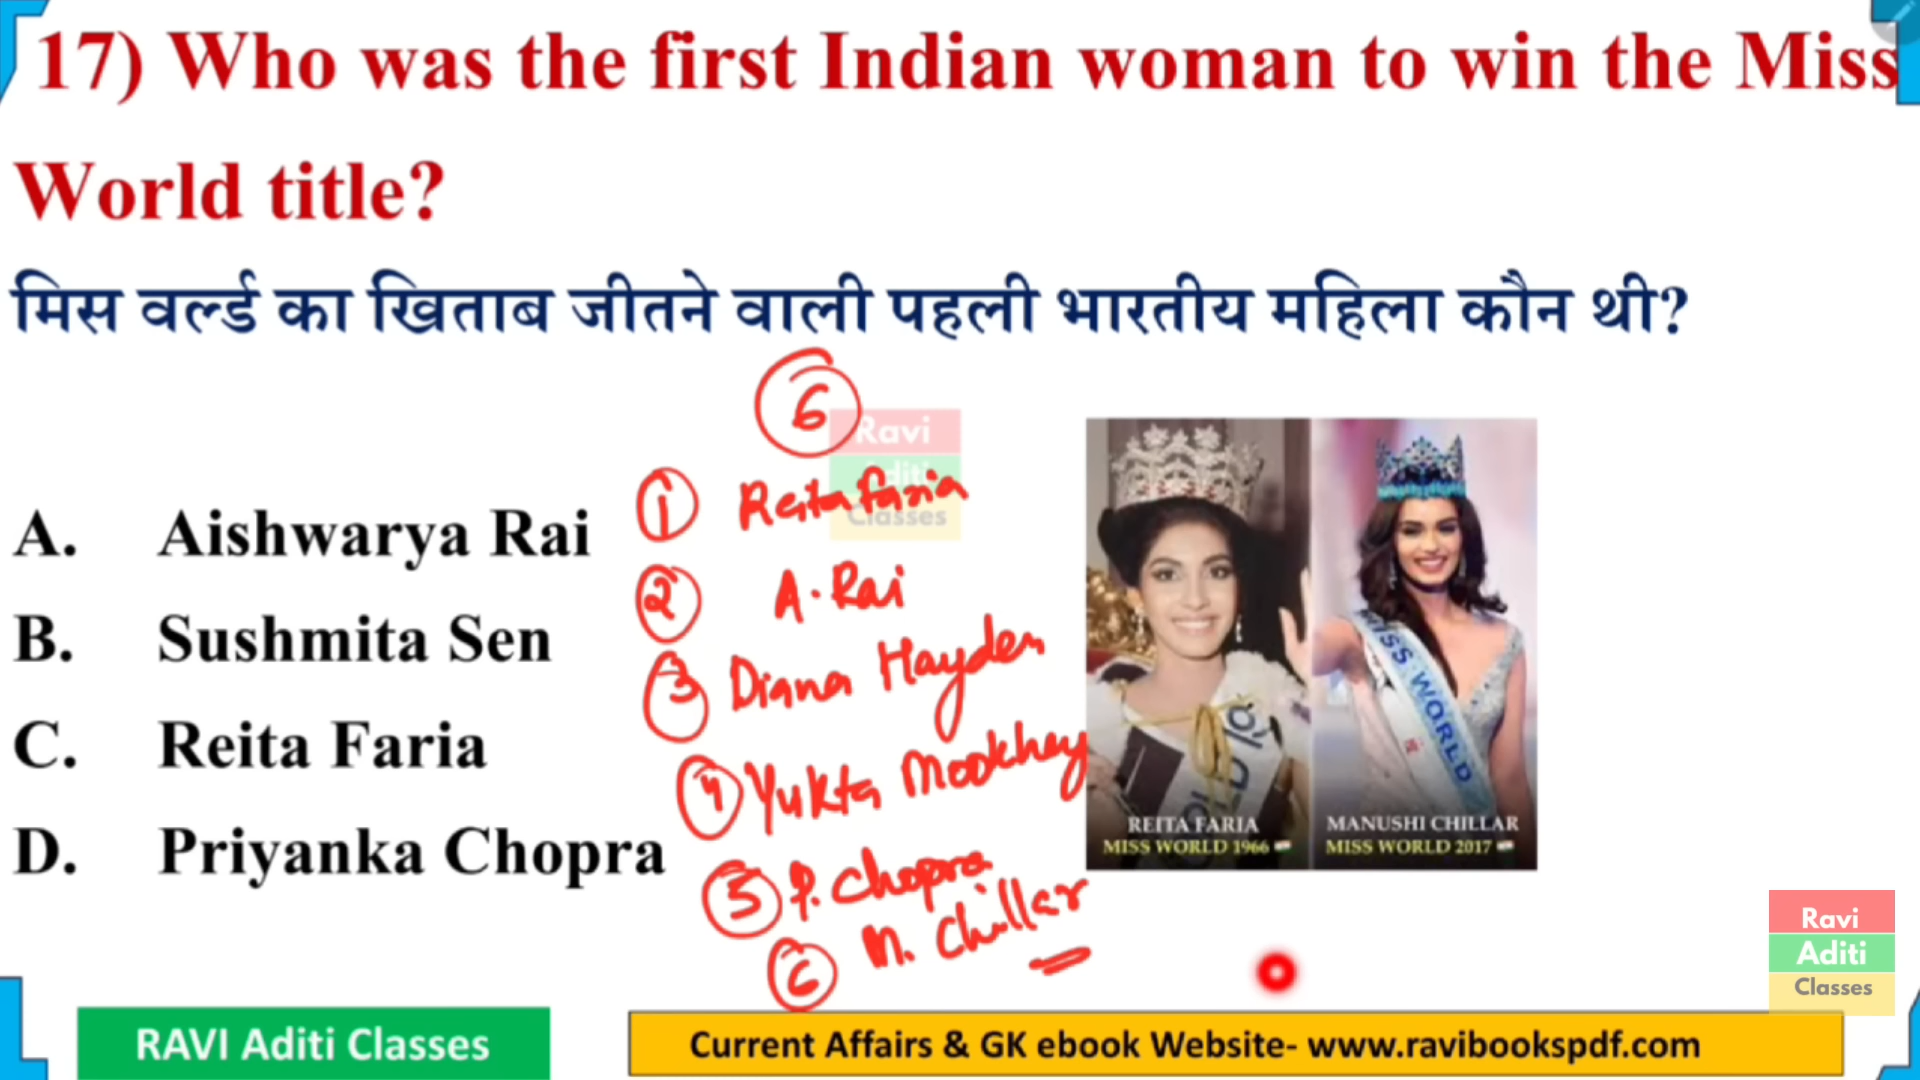 17) Who was the first Indian woman to win the Miss
World title?
मिस वर्ल्ड का खिताब जीतने वाली पहली भारतीय महिला कौन थी?
6
Ravi
Aditi
Classes
A. Aishwarya Rai
B. Sushmita Sen
C. Reita Faria
D. Priyanka Chopra
1 Reita faria
2 A. Rai
3 Diana Hayden
4 Yukta Mookhey
5 P. Chopra
6 M. Chillar
MISS WORLD
REITA FARIA
MISS WORLD 1966
MANUSHI CHILLAR
MISS WORLD 2017
Ravi
Aditi
Classes
RAVI Aditi Classes
Current Affairs & GK ebook Website- www.ravibookspdf.com